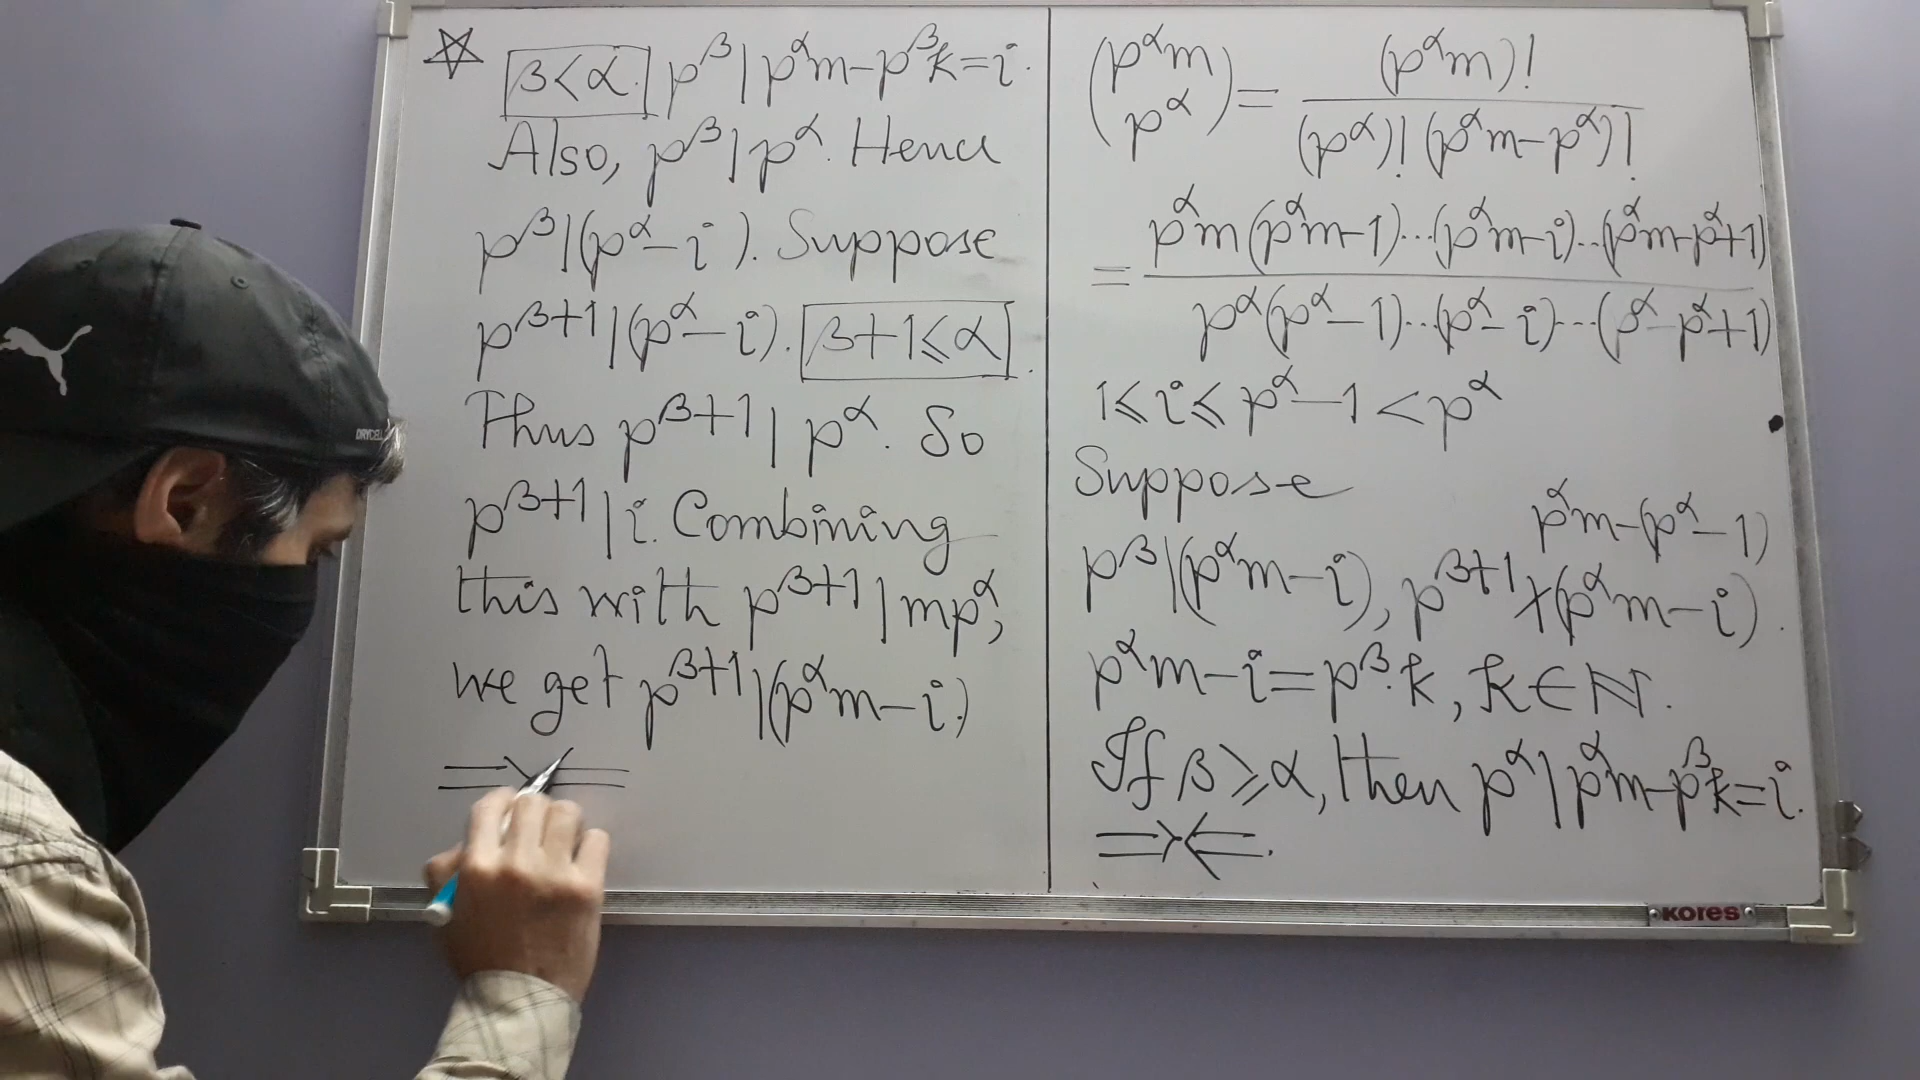 ☆ β<α. p^β | p^α m - p^β k = i.
Also, p^β | p^α. Hence
p^β | (p^α - i). Suppose
p^{β+1} | (p^α - i). β+1 ≤ α.
Thus p^{β+1} | p^α. So
p^{β+1} | i. Combining
this with p^{β+1} | mp^α,
we get p^{β+1} | (p^α m - i.)
⇒⇐
(p^α m)
(p^α) = (p^α m)! / (p^α)! (p^α m - p^α)!
= p^α m (p^α m - 1)...(p^α m - i)...(p^α m - p^α + 1) / p^α (p^α - 1)...(p^α - i)...(p^α - p^α + 1)
1 ≤ i ≤ p^α - 1 < p^α
Suppose
p^α m - (p^α - 1)
p^β | (p^α m - i), p^{β+1} ∤ (p^α m - i).
p^α m - i = p^β . k, k ∈ ℕ.
If β ≥ α, then p^α | p^α m - p^β k = i.
⇒⇐.
kores
DRYCELL